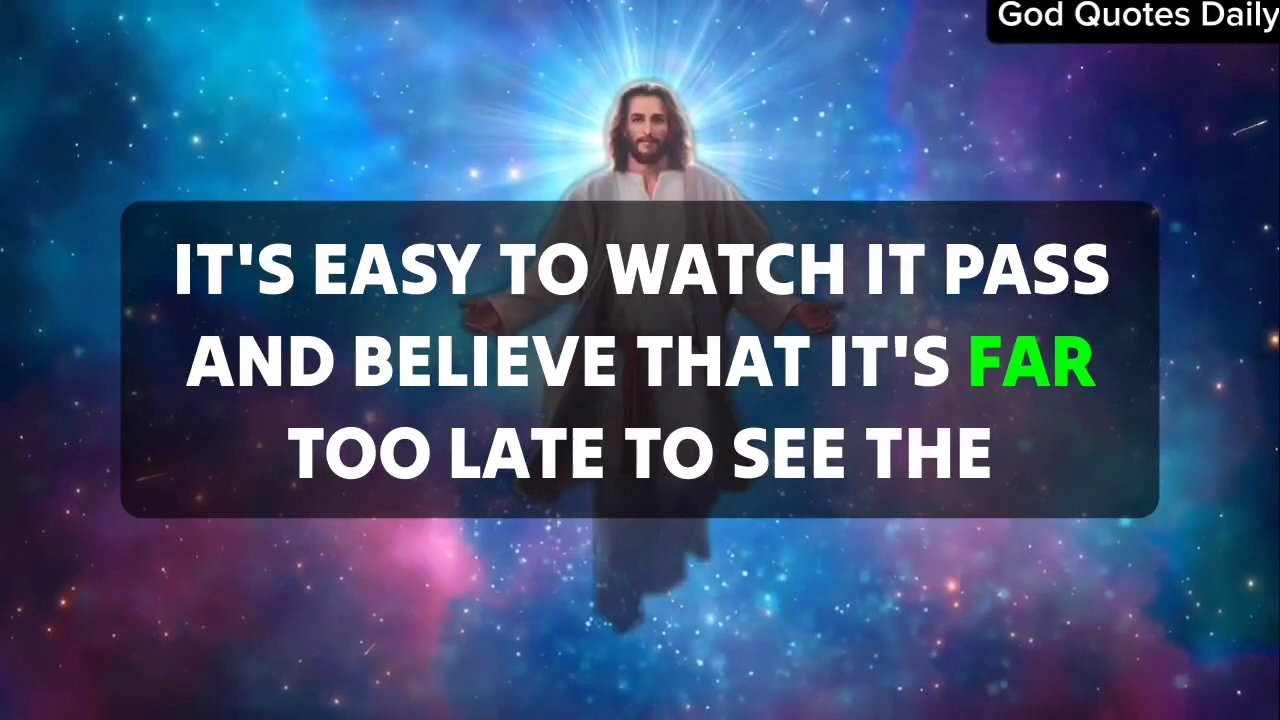 God Quotes Daily
IT'S EASY TO WATCH IT PASS
AND BELIEVE THAT IT'S FAR
TOO LATE TO SEE THE